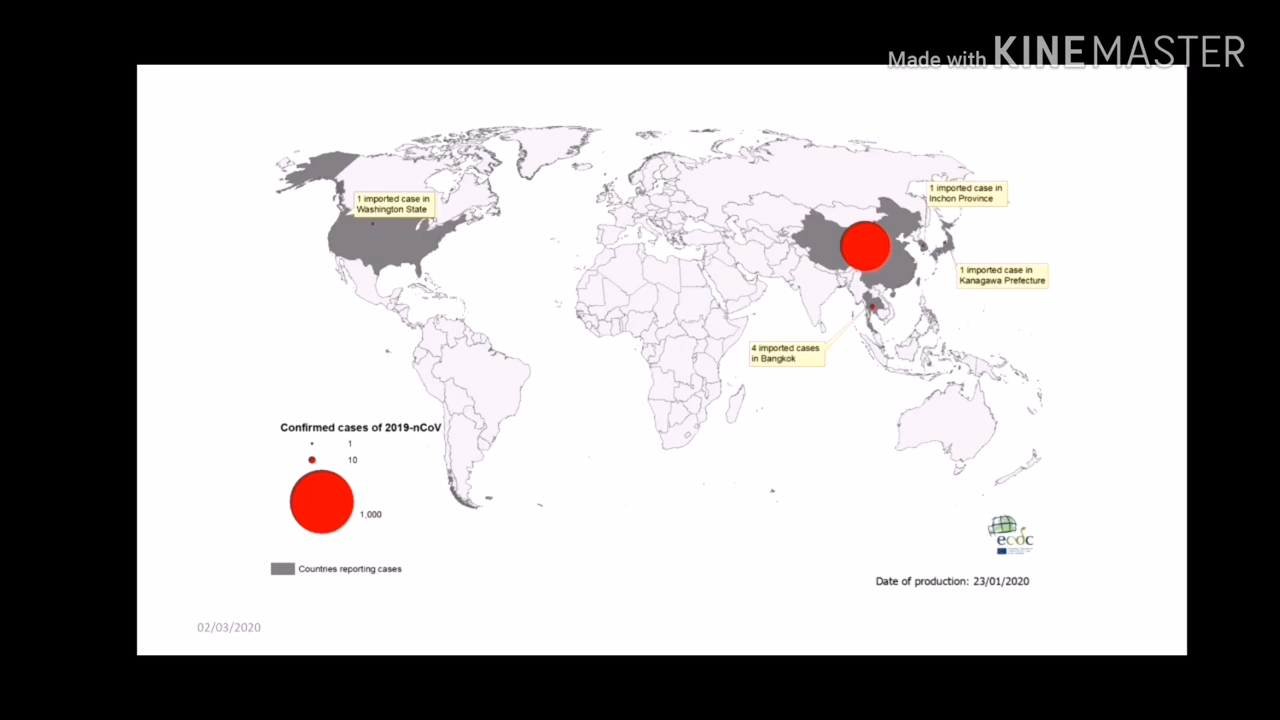 Made with KINEMASTER
1 imported case in
Washington State
1 imported case in
Inchon Province
1 imported case in
Kanagawa Prefecture
4 imported cases
in Bangkok
Confirmed cases of 2019-nCoV
1
10
1,000
Countries reporting cases
ecdc
Date of production: 23/01/2020
02/03/2020